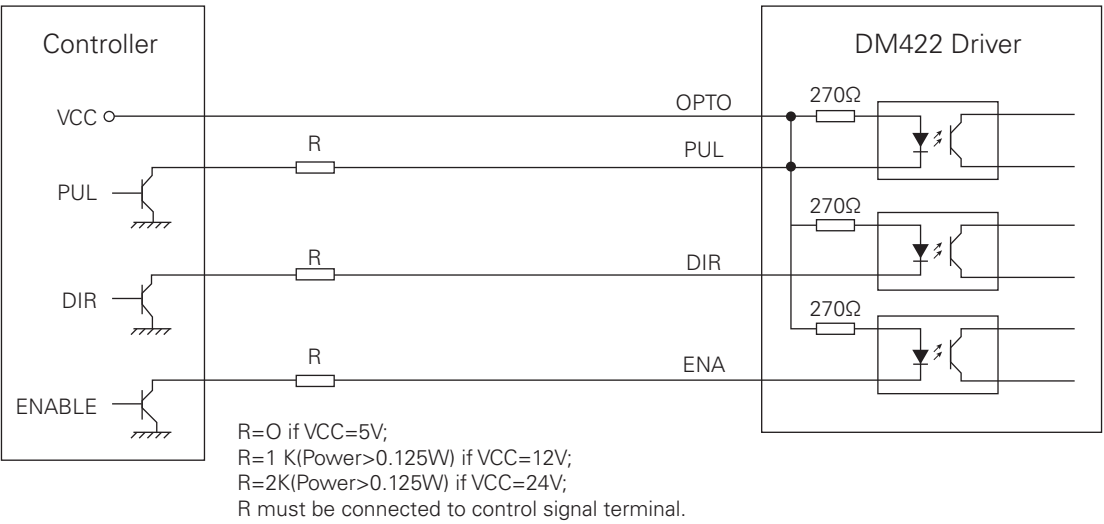 Controller
DM422 Driver
VCC
OPTO
270Ω
R
PUL
PUL
270Ω
R
DIR
DIR
270Ω
R
ENA
ENABLE
R=O if VCC=5V;
R=1 K(Power>0.125W) if VCC=12V;
R=2K(Power>0.125W) if VCC=24V;
R must be connected to control signal terminal.